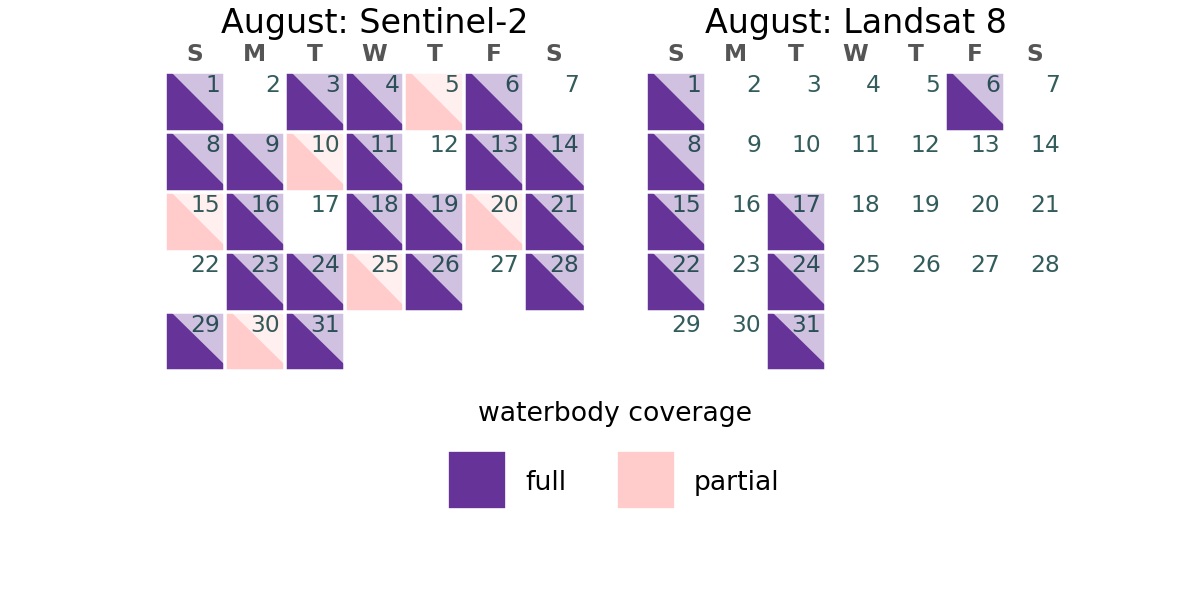 August: Sentinel-2
S M T W T F S
1 2 3 4 5 6 7
8 9 10 11 12 13 14
15 16 17 18 19 20 21
22 23 24 25 26 27 28
29 30 31
August: Landsat 8
S M T W T F S
1 2 3 4 5 6 7
8 9 10 11 12 13 14
15 16 17 18 19 20 21
22 23 24 25 26 27 28
29 30 31
waterbody coverage
full
partial